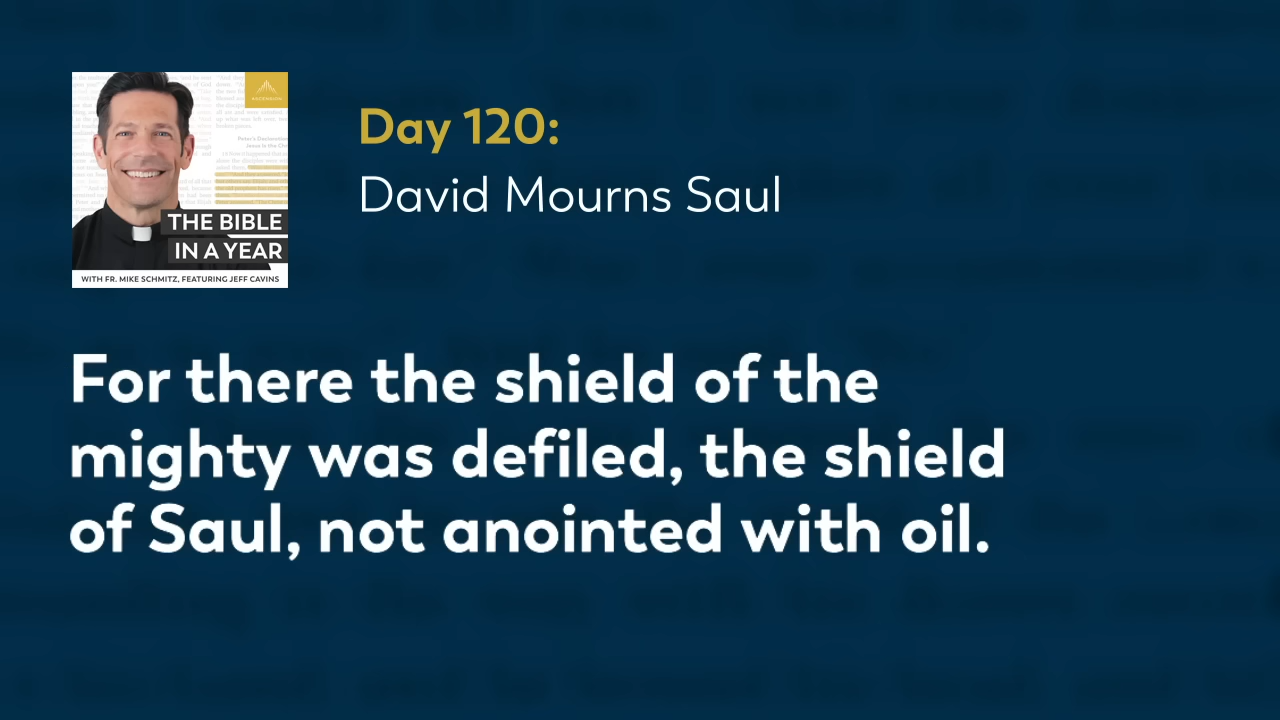 ASCENSION
THE BIBLE
IN A YEAR
WITH FR. MIKE SCHMITZ, FEATURING JEFF CAVINS
Day 120:
David Mourns Saul
For there the shield of the
mighty was defiled, the shield
of Saul, not anointed with oil.